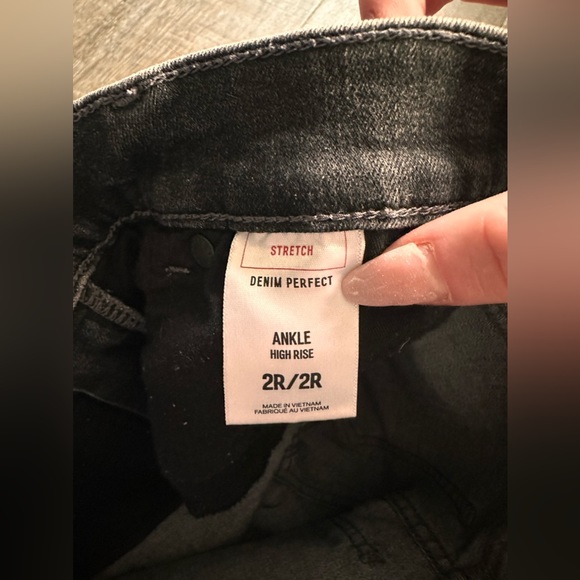 STRETCH
DENIM PERFECT
ANKLE
HIGH RISE
2R/2R
MADE IN VIETNAM
FABRIQUÉ AU VIETNAM